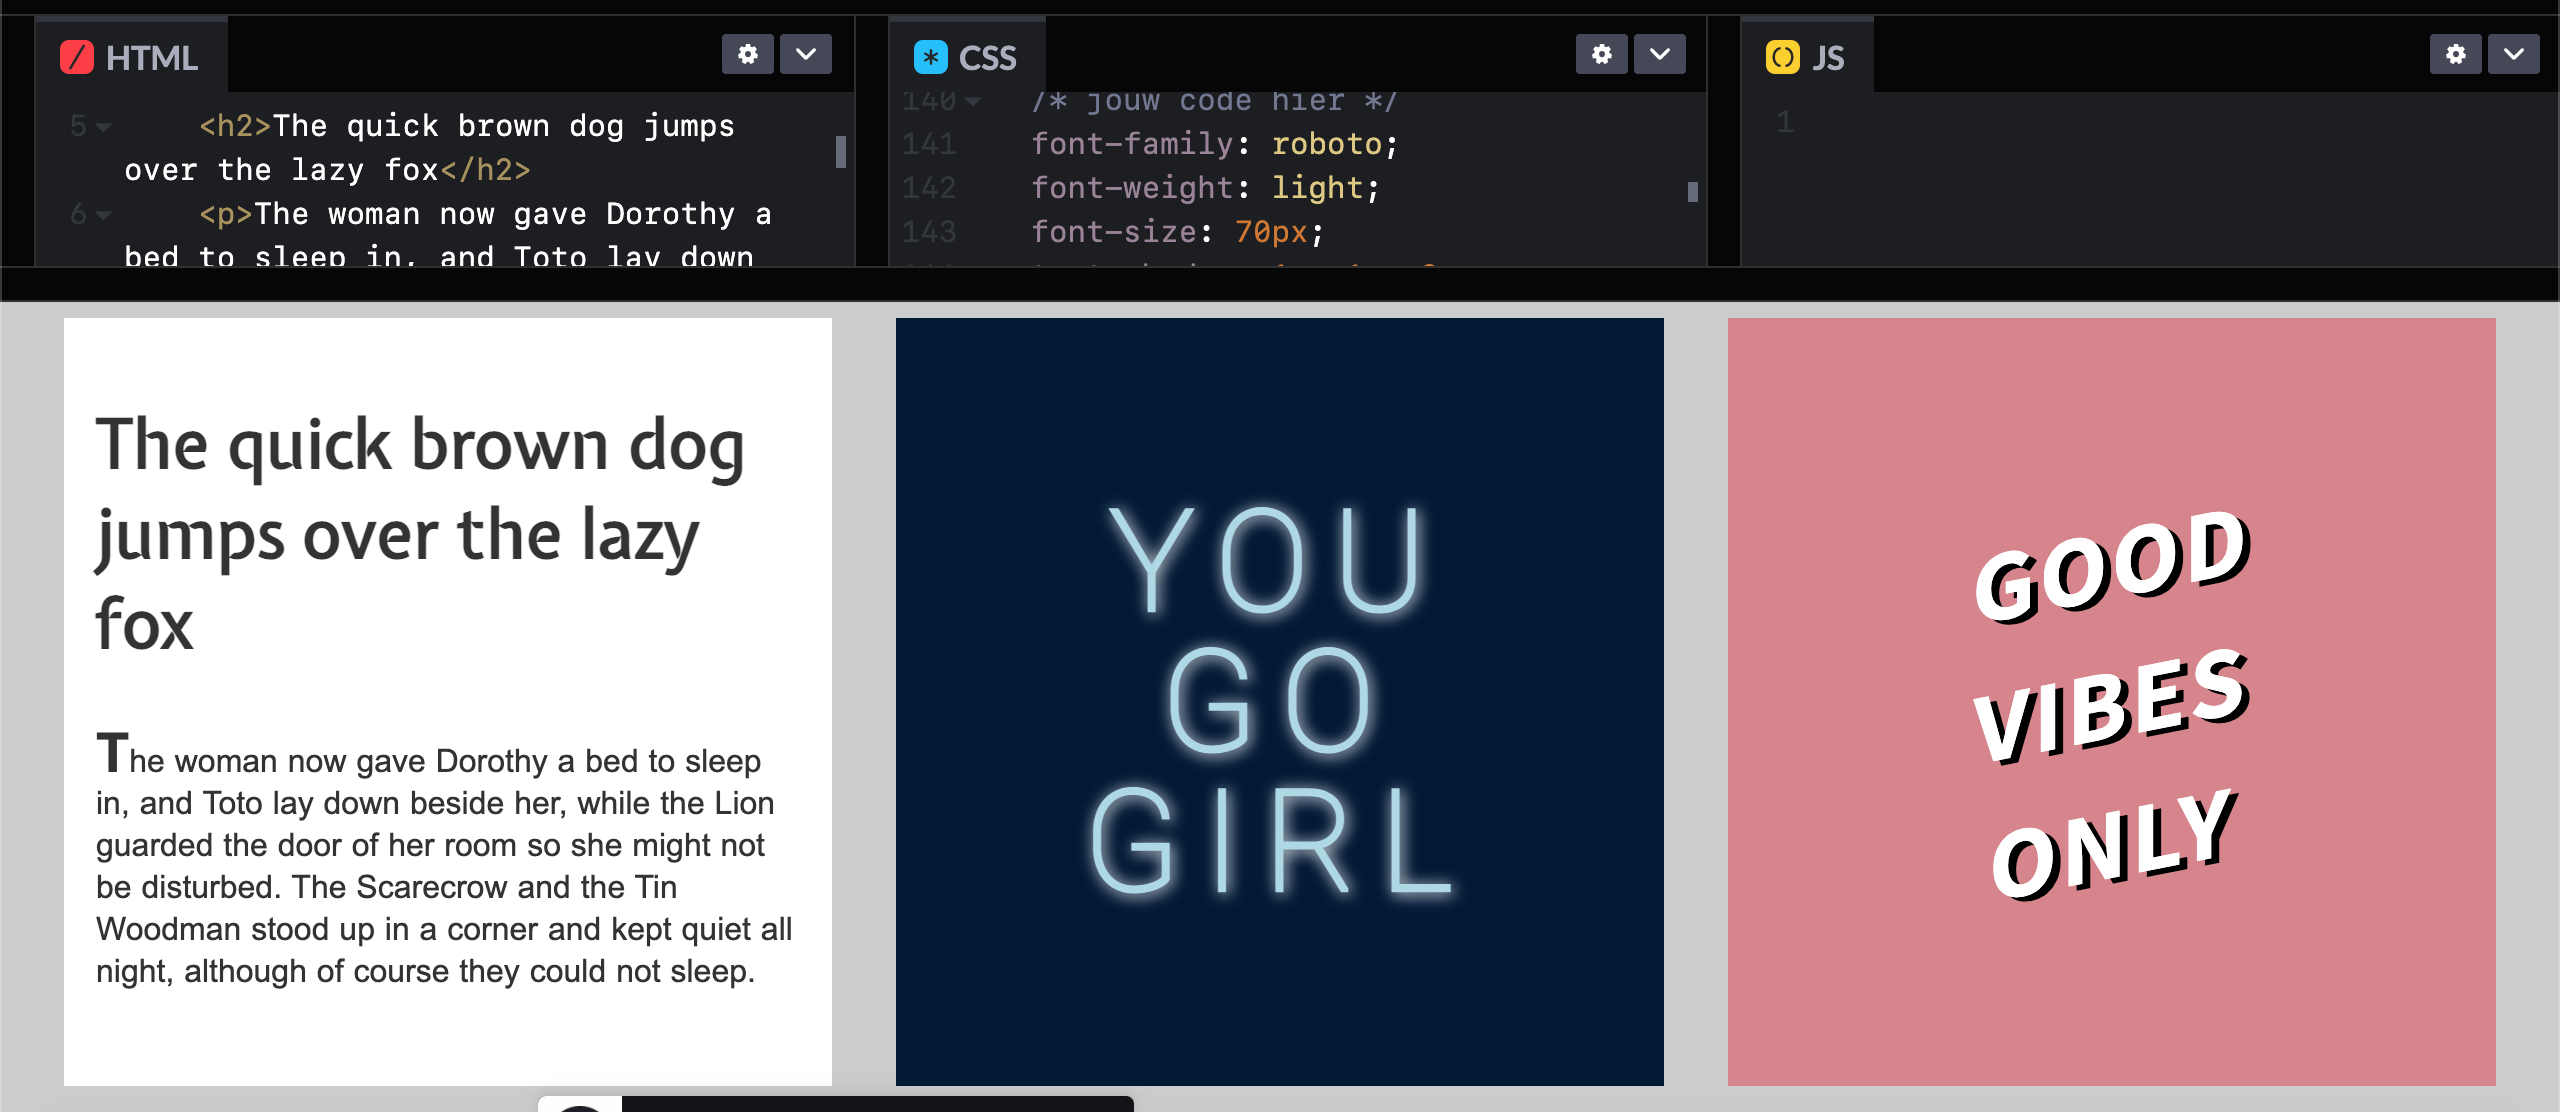 HTML
5
<h2>The quick brown dog jumps
over the lazy fox</h2>
6
<p>The woman now gave Dorothy a
bed to sleep in, and Toto lay down
CSS
140
/* jouw code hier */
141
font-family: roboto;
142
font-weight: light;
143
font-size: 70px;
JS
1
The quick brown dog
jumps over the lazy
fox
The woman now gave Dorothy a bed to sleep
in, and Toto lay down beside her, while the Lion
guarded the door of her room so she might not
be disturbed. The Scarecrow and the Tin
Woodman stood up in a corner and kept quiet all
night, although of course they could not sleep.
YOU
GO
GIRL
GOOD
VIBES
ONLY